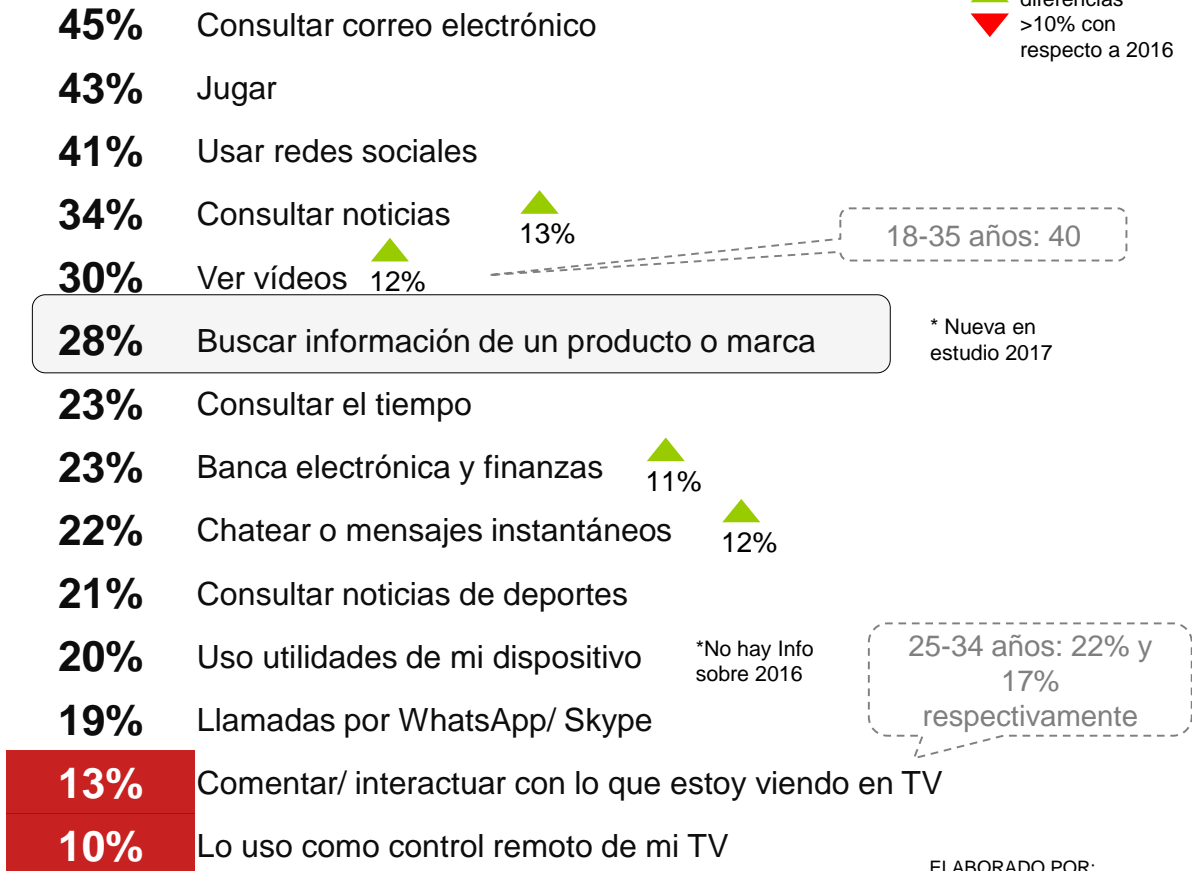 diferencias
>10% con
respecto a 2016
45% Consultar correo electrónico
43% Jugar
41% Usar redes sociales
34% Consultar noticias
13%
18-35 años: 40
30% Ver vídeos 12%
28% Buscar información de un producto o marca
* Nueva en
estudio 2017
23% Consultar el tiempo
23% Banca electrónica y finanzas
11%
22% Chatear o mensajes instantáneos
12%
21% Consultar noticias de deportes
20% Uso utilidades de mi dispositivo
*No hay Info
sobre 2016
25-34 años: 22% y
17%
respectivamente
19% Llamadas por WhatsApp/ Skype
13% Comentar/ interactuar con lo que estoy viendo en TV
10% Lo uso como control remoto de mi TV
ELABORADO POR: